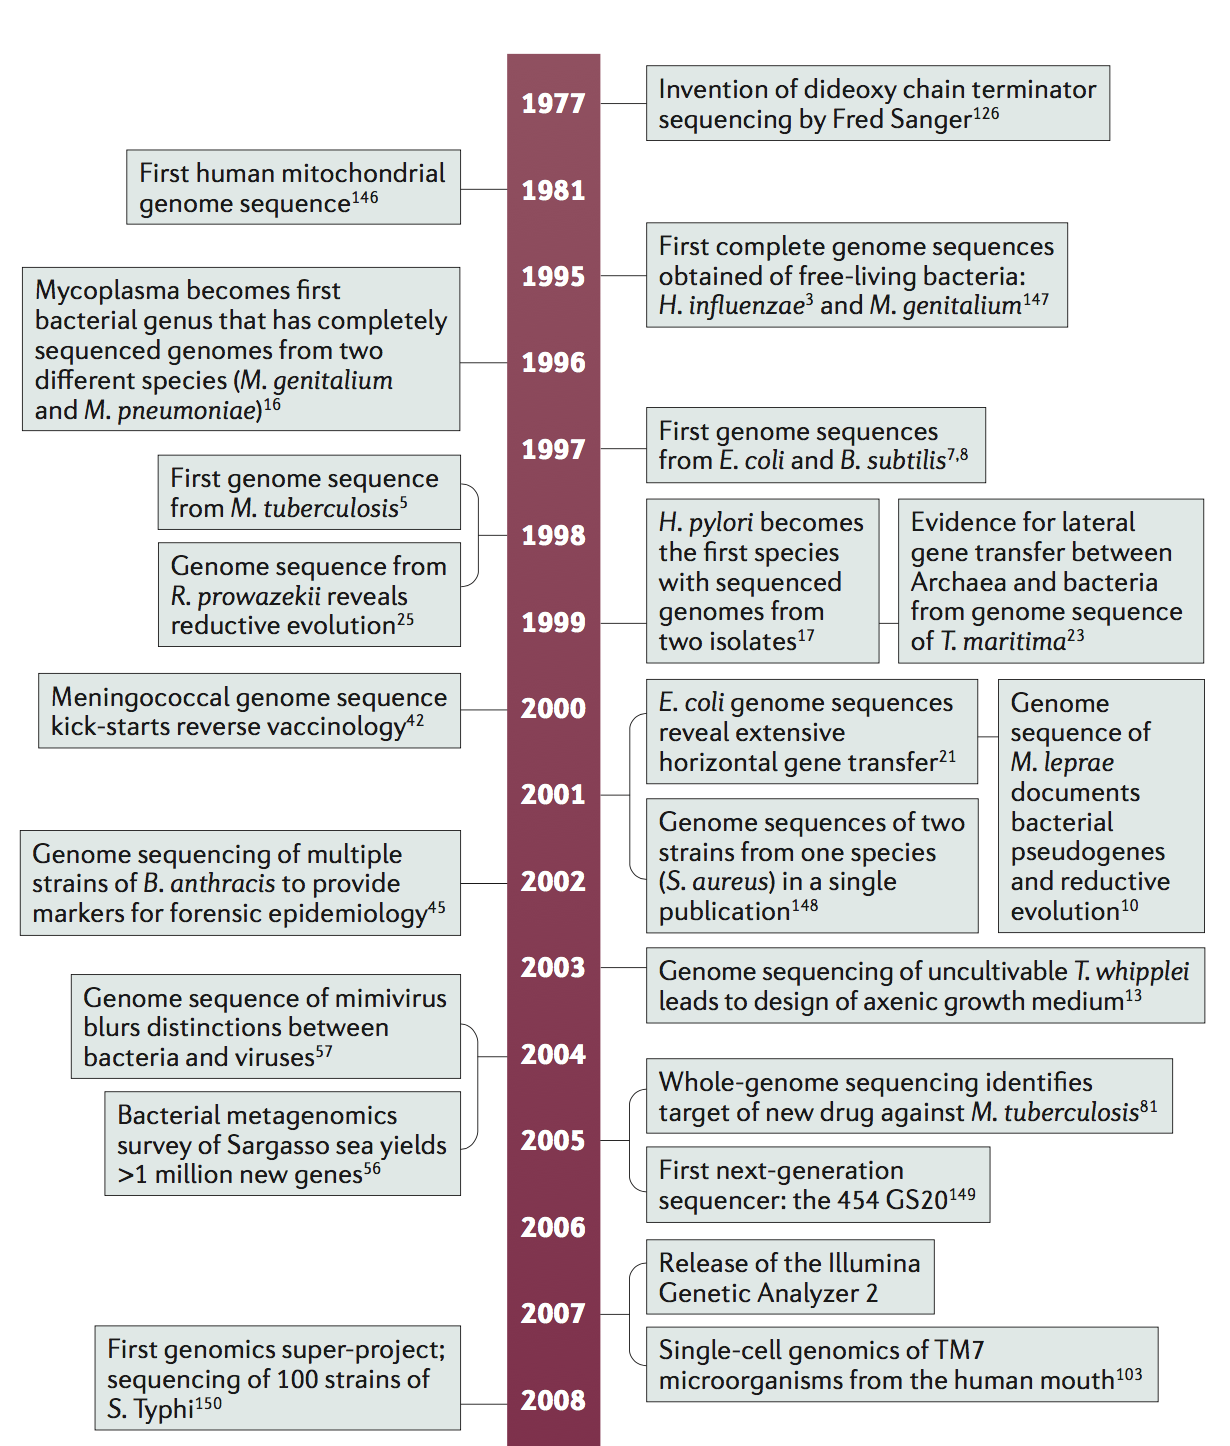 1977
Invention of dideoxy chain terminator
sequencing by Fred Sanger126
First human mitochondrial
genome sequence146
1981
1995
First complete genome sequences
obtained of free-living bacteria:
H. influenzae3 and M. genitalium147
Mycoplasma becomes first
bacterial genus that has completely
sequenced genomes from two
different species (M. genitalium
and M. pneumoniae)16
1996
1997
First genome sequences
from E. coli and B. subtilis7,8
First genome sequence
from M. tuberculosis5
Genome sequence from
R. prowazekii reveals
reductive evolution25
1998
1999
H. pylori becomes
the first species
with sequenced
genomes from
two isolates17
Evidence for lateral
gene transfer between
Archaea and bacteria
from genome sequence
of T. maritima23
Meningococcal genome sequence
kick-starts reverse vaccinology42
2000
2001
E. coli genome sequences
reveal extensive
horizontal gene transfer21
Genome
sequence of
M. leprae
documents
bacterial
pseudogenes
and reductive
evolution10
Genome sequences of two
strains from one species
(S. aureus) in a single
publication148
Genome sequencing of multiple
strains of B. anthracis to provide
markers for forensic epidemiology45
2002
2003
Genome sequencing of uncultivable T. whipplei
leads to design of axenic growth medium13
Genome sequence of mimivirus
blurs distinctions between
bacteria and viruses57
Bacterial metagenomics
survey of Sargasso sea yields
>1 million new genes56
2004
2005
Whole-genome sequencing identifies
target of new drug against M. tuberculosis81
First next-generation
sequencer: the 454 GS20149
2006
2007
Release of the Illumina
Genetic Analyzer 2
Single-cell genomics of TM7
microorganisms from the human mouth103
First genomics super-project;
sequencing of 100 strains of
S. Typhi150
2008